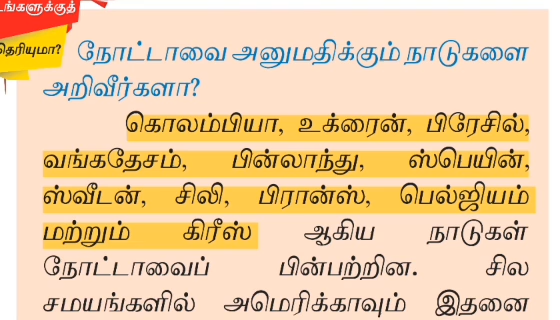 உங்களுக்குத்
தெரியுமா?
நோட்டாவை அனுமதிக்கும் நாடுகளை
அறிவீர்களா?
கொலம்பியா, உக்ரைன், பிரேசில்,
வங்கதேசம், பின்லாந்து, ஸ்பெயின்,
ஸ்வீடன், சிலி, பிரான்ஸ், பெல்ஜியம்
மற்றும் கிரீஸ் ஆகிய நாடுகள்
நோட்டாவைப் பின்பற்றின. சில
சமயங்களில் அமெரிக்காவும் இதனை